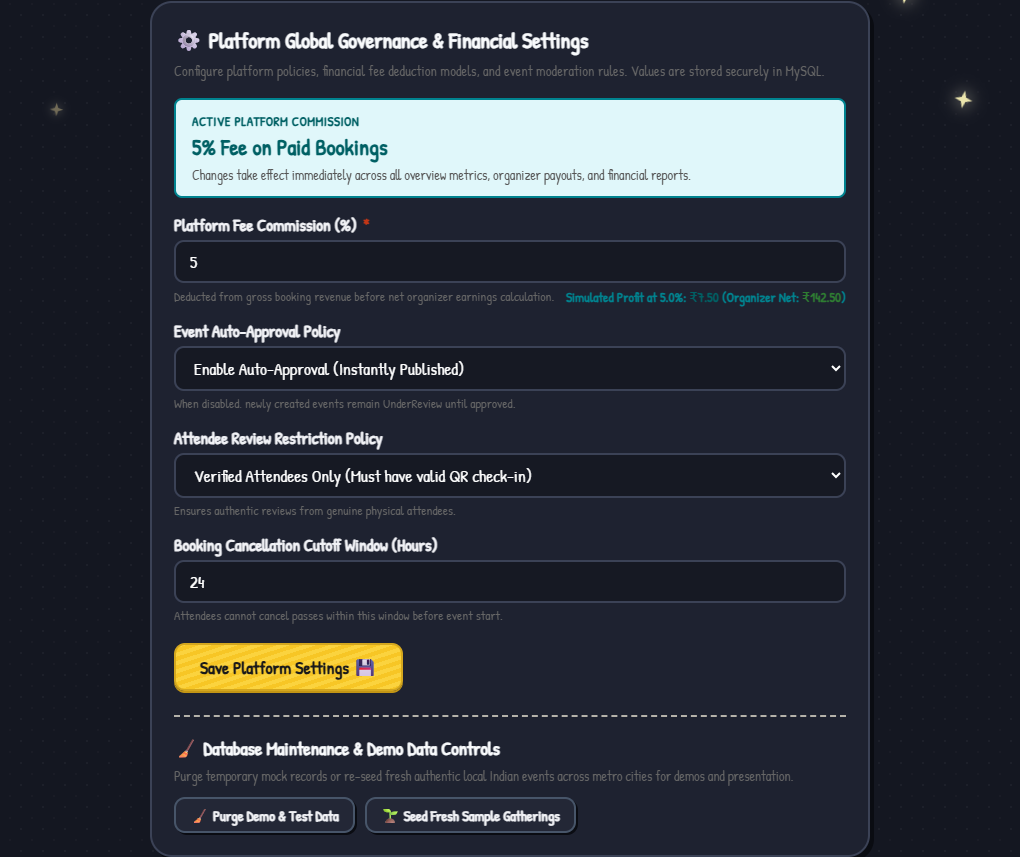 Platform Global Governance & Financial Settings
Configure platform policies, financial fee deduction models, and event moderation rules. Values are stored securely in MySQL.
ACTIVE PLATFORM COMMISSION
5% Fee on Paid Bookings
Changes take effect immediately across all overview metrics, organizer payouts, and financial reports.
Platform Fee Commission (%) *
5
Deducted from gross booking revenue before net organizer earnings calculation. Simulated Profit at 5.0%: ₹7.50 (Organizer Net: ₹142.50)
Event Auto-Approval Policy
Enable Auto-Approval (Instantly Published)
When disabled, newly created events remain UnderReview until approved.
Attendee Review Restriction Policy
Verified Attendees Only (Must have valid QR check-in)
Ensures authentic reviews from genuine physical attendees.
Booking Cancellation Cutoff Window (Hours)
24
Attendees cannot cancel passes within this window before event start.
Save Platform Settings
Database Maintenance & Demo Data Controls
Purge temporary mock records or re-seed fresh authentic local Indian events across metro cities for demos and presentation.
Purge Demo & Test Data
Seed Fresh Sample Gatherings